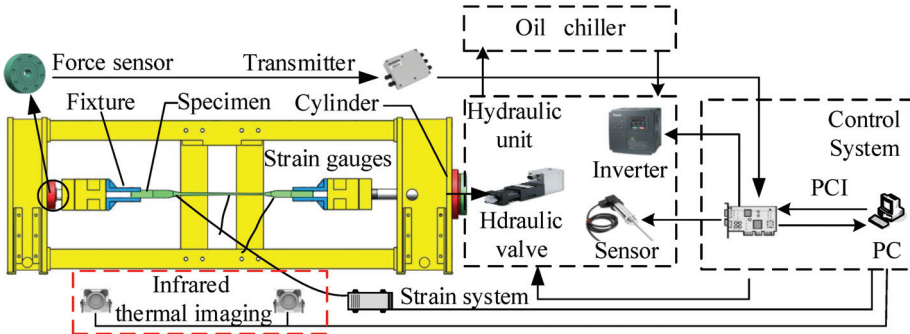 Oil chiller
Force sensor
Transmitter
Fixture
Specimen
Cylinder
Hydraulic
unit
Control
System
Strain gauges
Inverter
PCI
Hdraulic
valve
Sensor
PC
Infrared
thermal imaging
Strain system